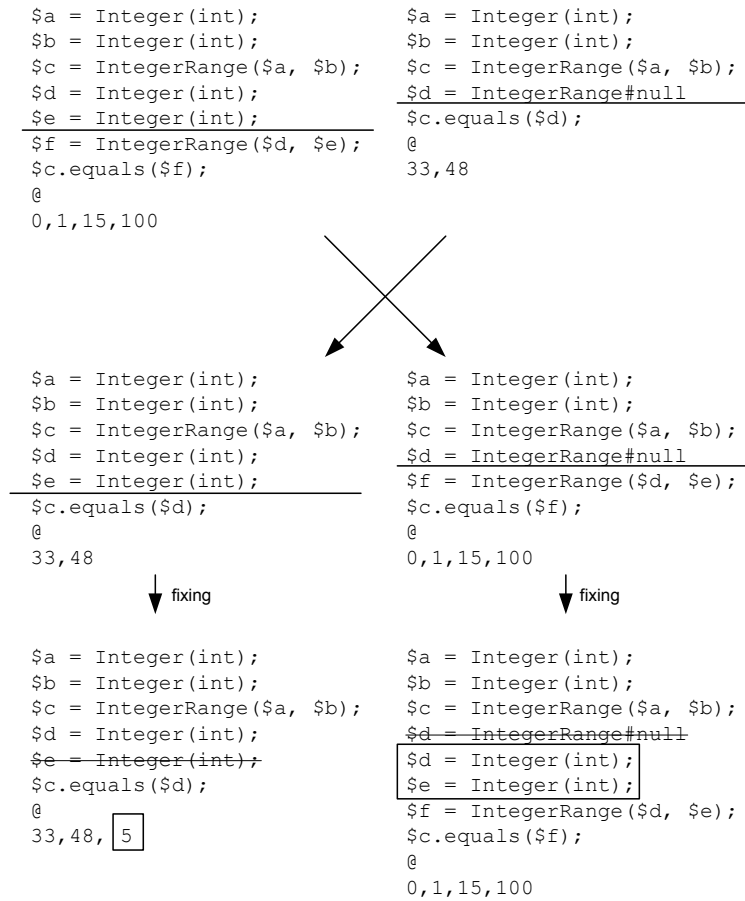 $a = Integer(int);
$b = Integer(int);
$c = IntegerRange($a, $b);
$d = Integer(int);
$e = Integer(int);
$f = IntegerRange($d, $e);
$c.equals($f);
@
0,1,15,100
$a = Integer(int);
$b = Integer(int);
$c = IntegerRange($a, $b);
$d = IntegerRange#null
$c.equals($d);
@
33,48
$a = Integer(int);
$b = Integer(int);
$c = IntegerRange($a, $b);
$d = Integer(int);
$e = Integer(int);
$c.equals($d);
@
33,48
fixing
$a = Integer(int);
$b = Integer(int);
$c = IntegerRange($a, $b);
$d = IntegerRange#null
$f = IntegerRange($d, $e);
$c.equals($f);
@
0,1,15,100
fixing
$a = Integer(int);
$b = Integer(int);
$c = IntegerRange($a, $b);
$d = Integer(int);
$e = Integer(int);
$c.equals($d);
@
33,48, 5
$a = Integer(int);
$b = Integer(int);
$c = IntegerRange($a, $b);
$d = IntegerRange#null
$d = Integer(int);
$e = Integer(int);
$f = IntegerRange($d, $e);
$c.equals($f);
@
0,1,15,100